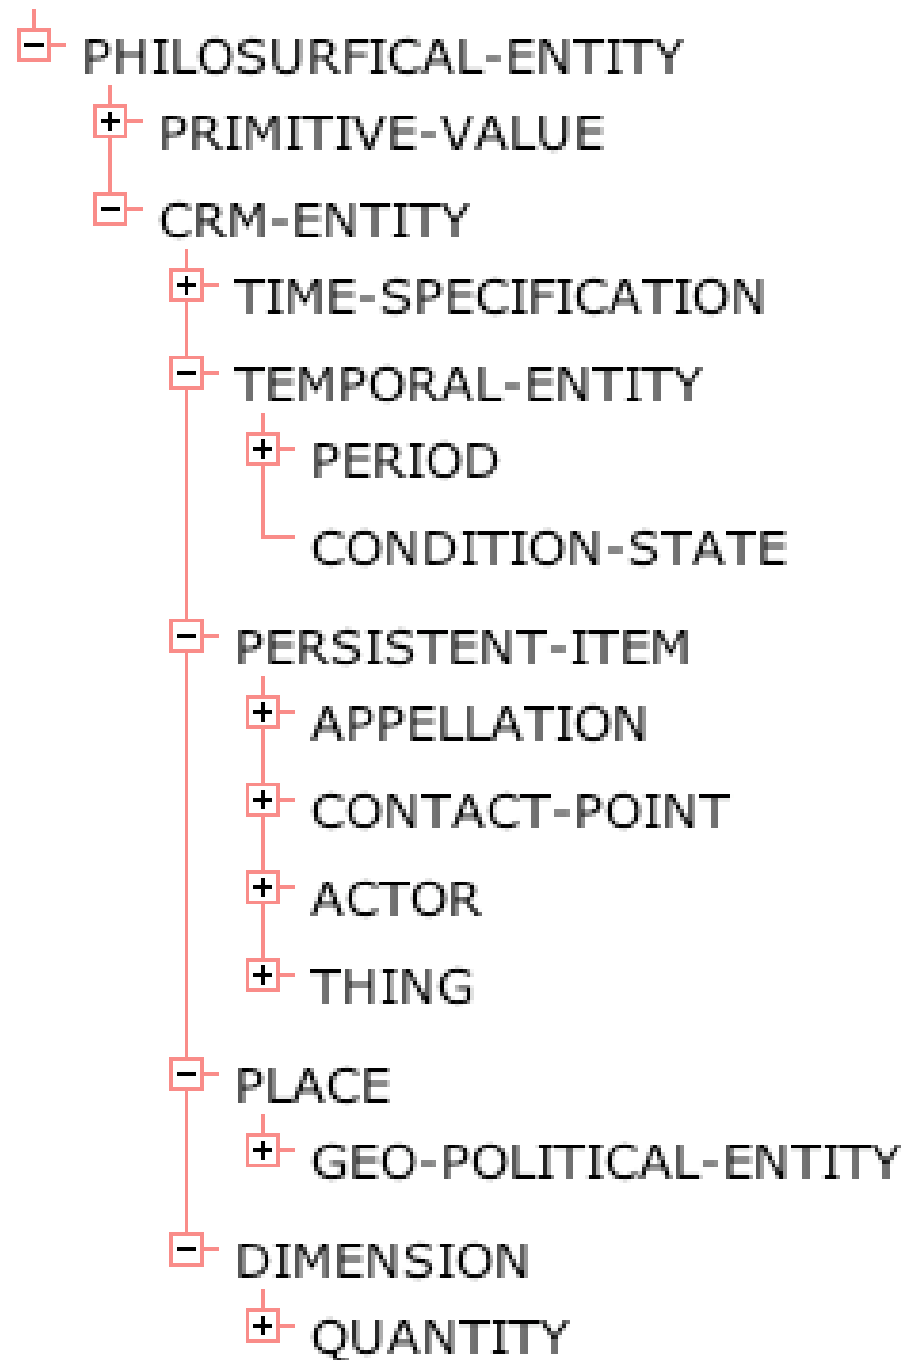 PHILOSURFICAL-ENTITY
PRIMITIVE-VALUE
CRM-ENTITY
TIME-SPECIFICATION
TEMPORAL-ENTITY
PERIOD
CONDITION-STATE
PERSISTENT-ITEM
APPELLATION
CONTACT-POINT
ACTOR
THING
PLACE
GEO-POLITICAL-ENTITY
DIMENSION
QUANTITY